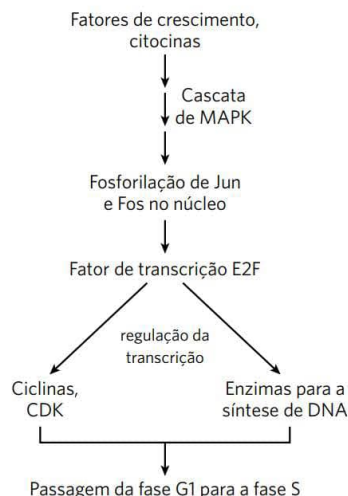 Fatores de crescimento,
citocinas
Cascata
de MAPK
Fosforilação de Jun
e Fos no núcleo
Fator de transcrição E2F
regulação da
transcrição
Ciclinas,
CDK
Enzimas para a
síntese de DNA
Passagem da fase G1 para a fase S